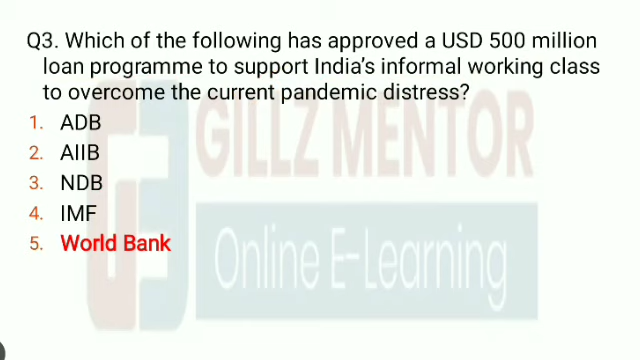 Q3. Which of the following has approved a USD 500 million
loan programme to support India's informal working class
to overcome the current pandemic distress?
1. ADB
2. AIIB
3. NDB
4. IMF
5. World Bank
GILLZ MENTOR
Online E-Learning